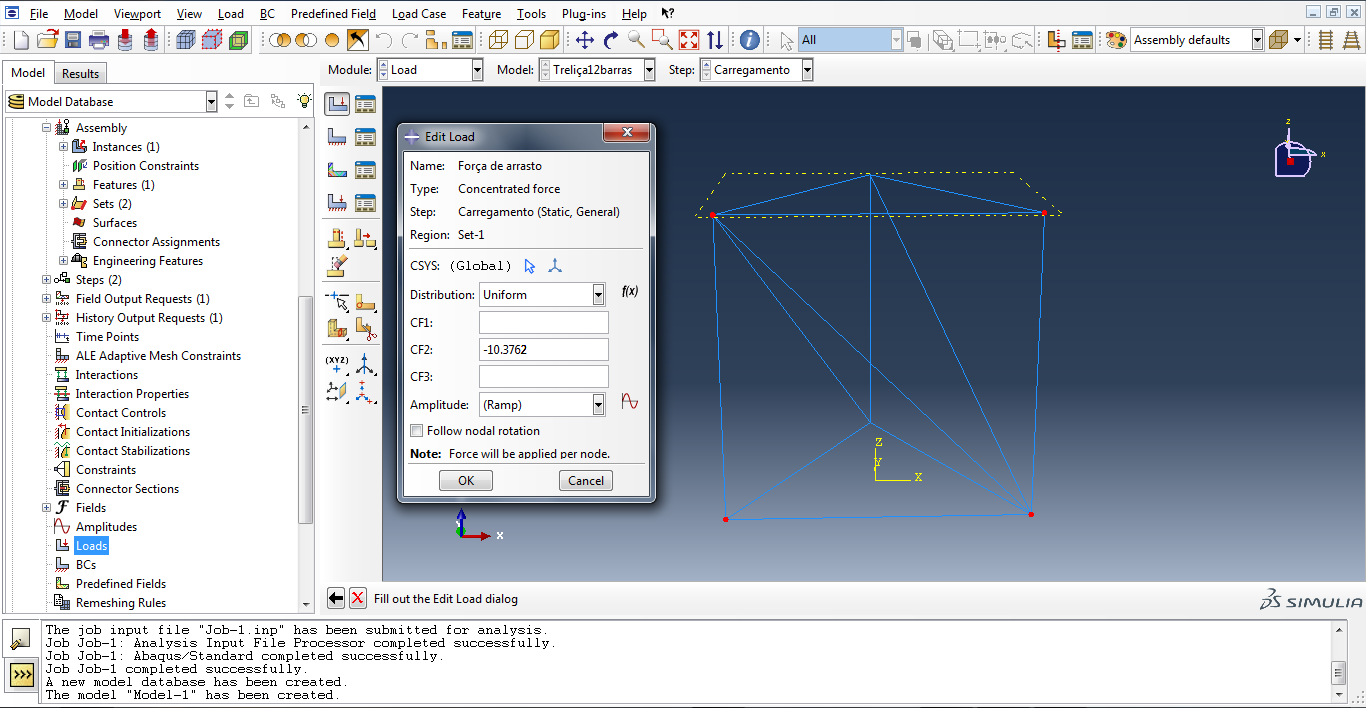 File Model Viewport View Load BC Predefined Field Load Case Feature Tools Plug-ins Help
All Assembly defaults
Model Results
Module: Load Model: Treliça12barras Step: Carregamento
Model Database
Assembly
Instances (1)
Position Constraints
Features (1)
Sets (2)
Surfaces
Connector Assignments
Engineering Features
Steps (2)
Field Output Requests (1)
History Output Requests (1)
Time Points
ALE Adaptive Mesh Constraints
Interactions
Interaction Properties
Contact Controls
Contact Initializations
Contact Stabilizations
Constraints
Connector Sections
Fields
Amplitudes
Loads
BCs
Predefined Fields
Remeshing Rules
(XYZ)
Edit Load
Name: Força de arrasto
Type: Concentrated force
Step: Carregamento (Static, General)
Region: Set-1
CSYS: (Global)
Distribution: Uniform f(x)
CF1:
CF2: -10.3762
CF3:
Amplitude: (Ramp)
Follow nodal rotation
Note: Force will be applied per node.
OK Cancel
X
Z
Y
X
z
x
Fill out the Edit Load dialog
SIMULIA
The job input file "Job-1.inp" has been submitted for analysis.
Job Job-1: Analysis Input File Processor completed successfully.
Job Job-1: Abaqus/Standard completed successfully.
Job Job-1 completed successfully.
A new model database has been created.
The model "Model-1" has been created.
>>>